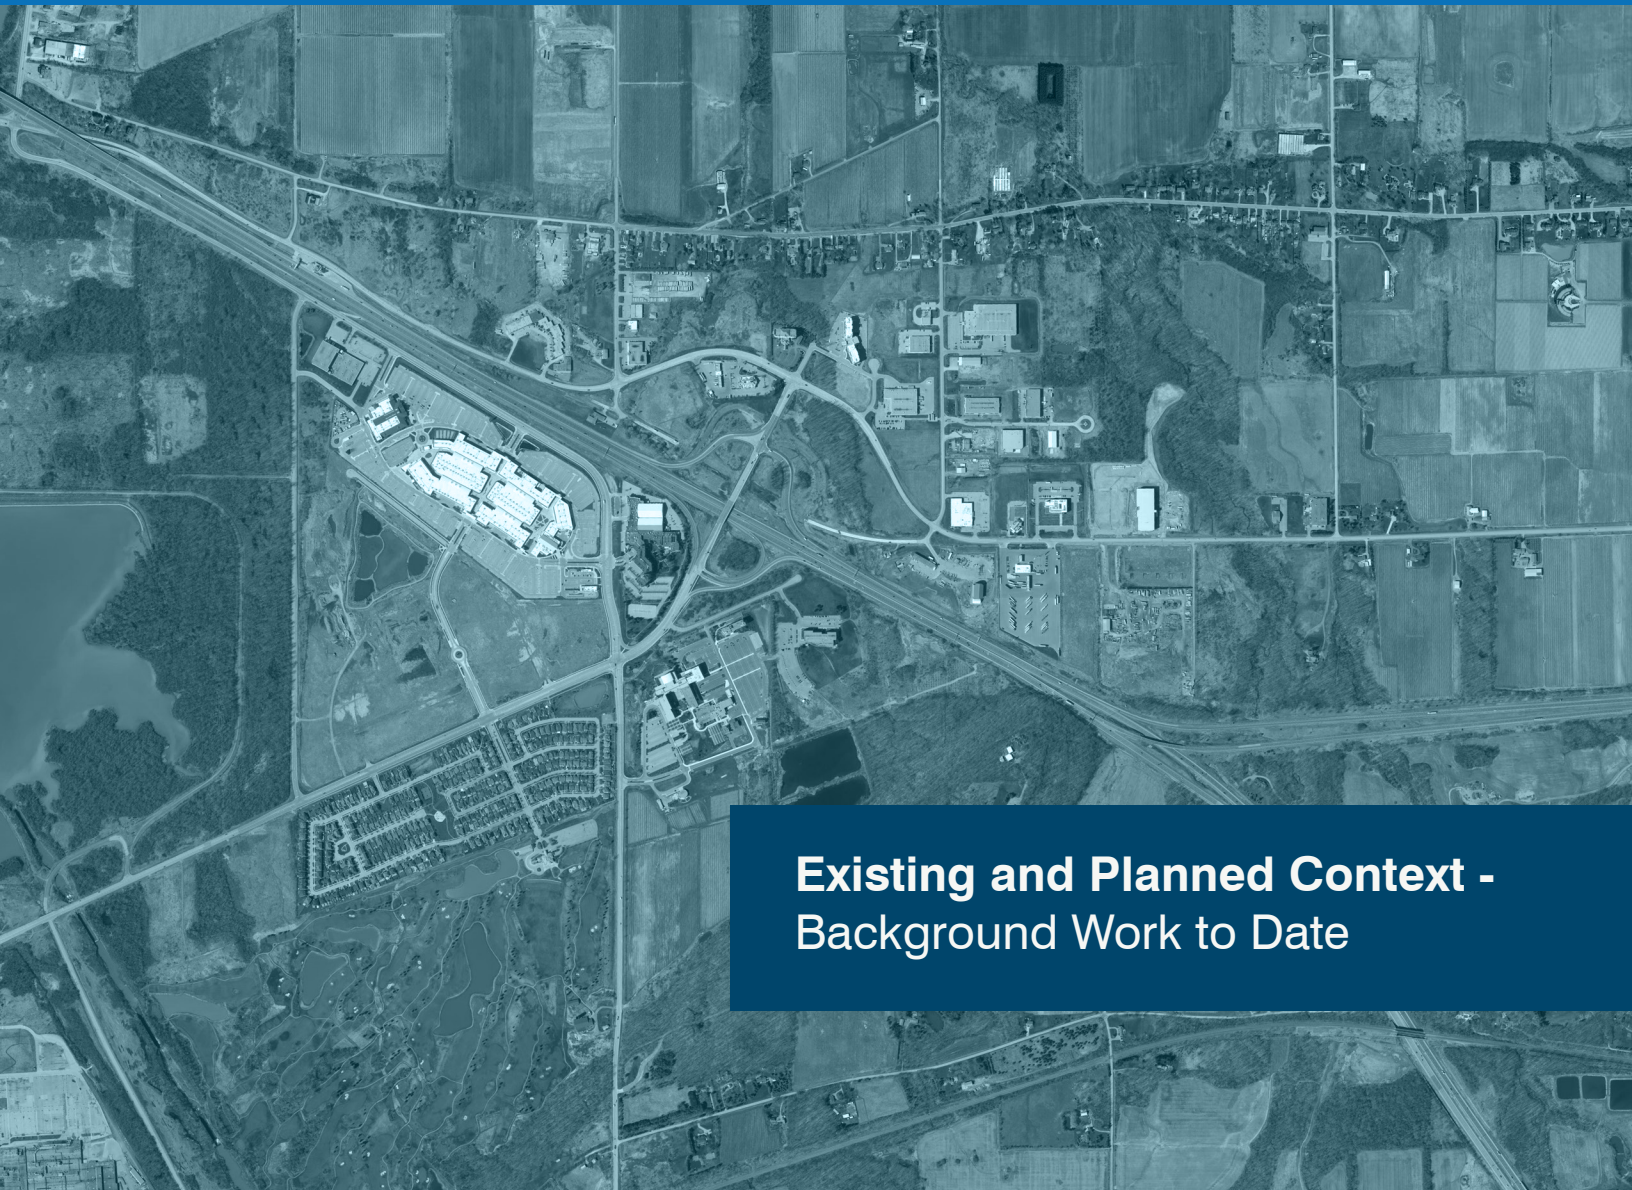 Existing and Planned Context -
Background Work to Date